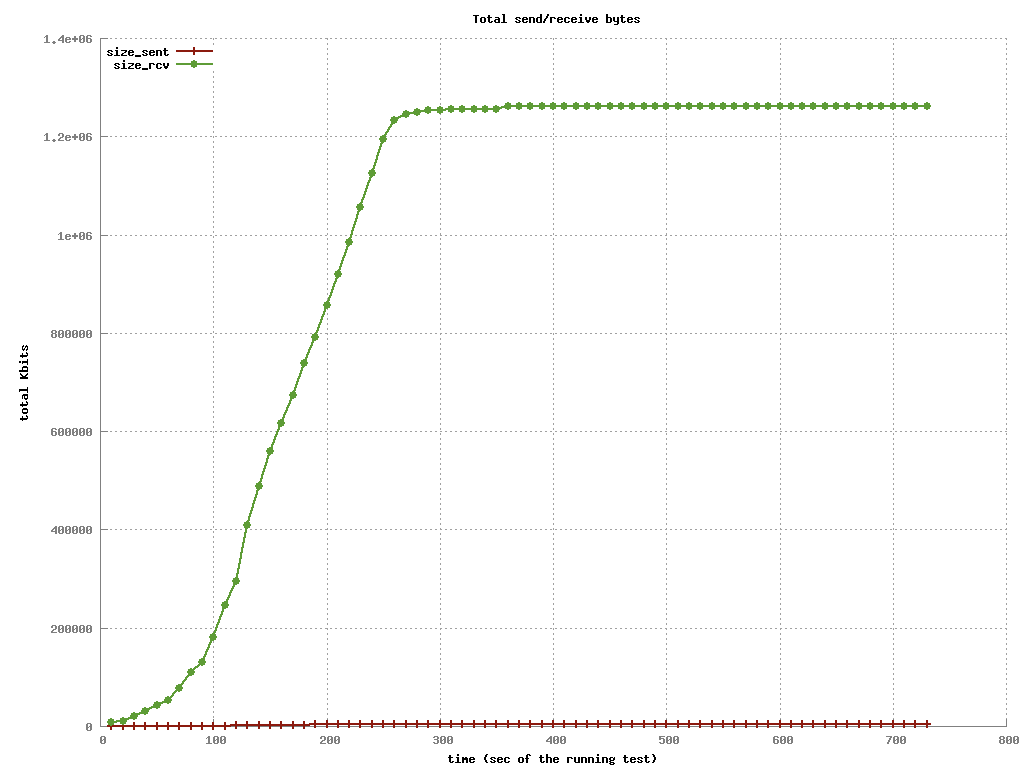 Total send/receive bytes
1.4e+06
1.2e+06
1e+06
800000
600000
400000
200000
0
total Kbits
size_sent
size_rcv
0 100 200 300 400 500 600 700 800
time (sec of the running test)